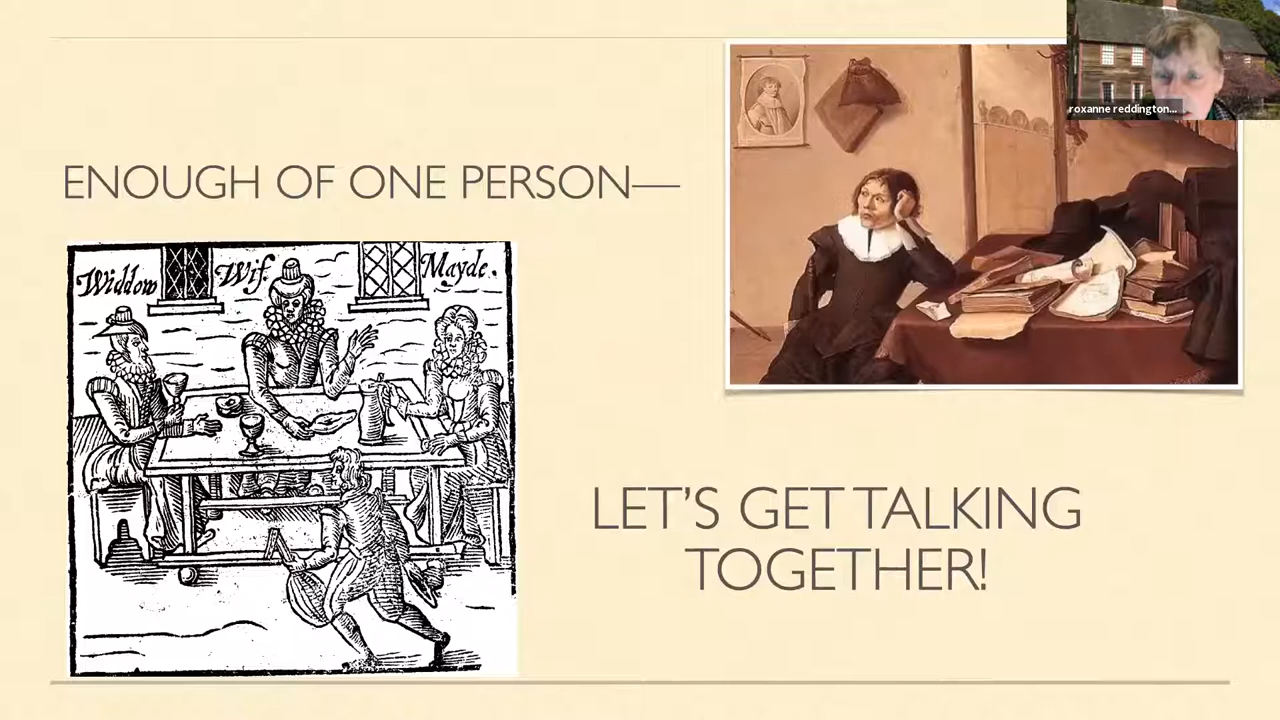 roxanne reddington...
ENOUGH OF ONE PERSON—
Widdow Wif Mayde.
LET'S GET TALKING
TOGETHER!